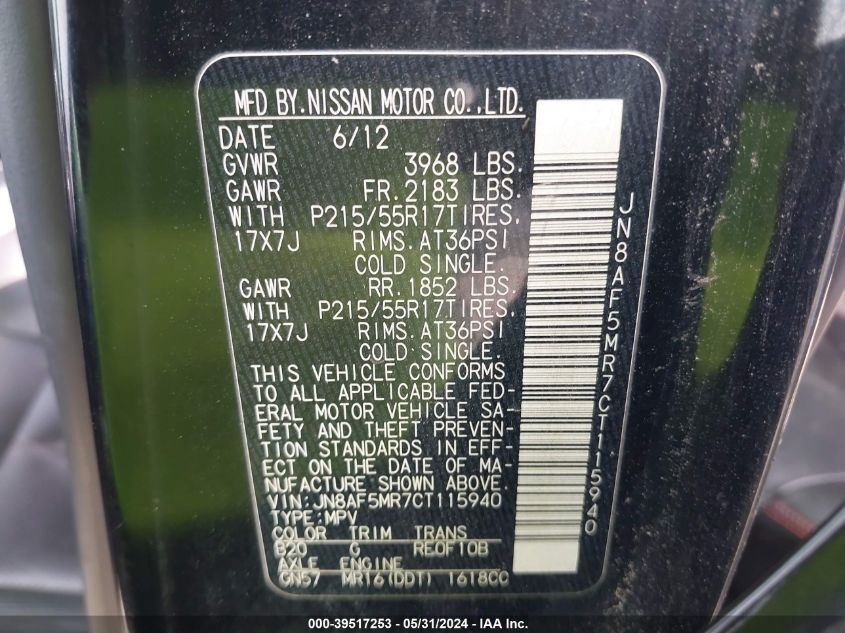 MFD BY.NISSAN MOTOR CO.,LTD.
DATE 6/12
GVWR 3968 LBS.
GAWR FR.2183 LBS.
WITH P215/55R17TIRES.
17X7J RIMS.AT36PSI
COLD SINGLE.
GAWR RR.1852 LBS.
WITH P215/55R17TIRES.
17X7J RIMS.AT36PSI
COLD SINGLE.
THIS VEHICLE CONFORMS
TO ALL APPLICABLE FED-
ERAL MOTOR VEHICLE SA-
FETY AND THEFT PREVEN-
TION STANDARDS IN EFF-
ECT ON THE DATE OF MA-
NUFACTURE SHOWN ABOVE.
VIN:JN8AF5MR7CT115940
TYPE:MPV
COLOR TRIM TRANS
B20 G RE0F10B
AXLE ENGINE
GN57 MR16(DDT) 1618CC
JN8AF5MR7CT115940
000-39517253 - 05/31/2024 - IAA Inc.